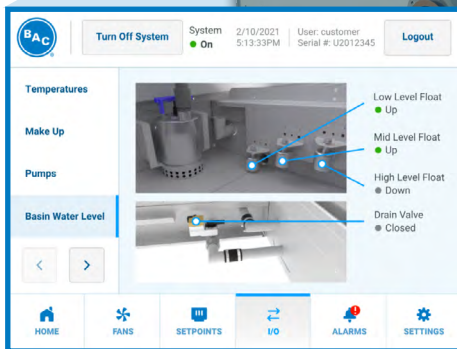 BAC
Turn Off System
System
On
2/10/2021
5:13:33PM
User: customer
Serial #: U2012345
Logout
Temperatures
Make Up
Pumps
Basin Water Level
Low Level Float
Up
Mid Level Float
Up
High Level Float
Down
Drain Valve
Closed
HOME
FANS
SETPOINTS
I/O
ALARMS
SETTINGS